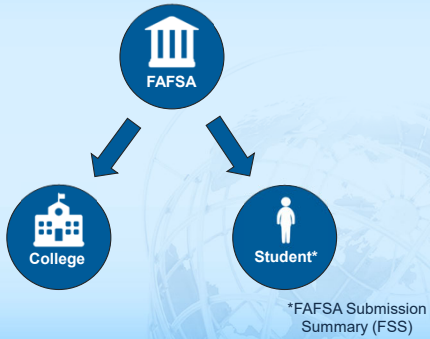 FAFSA
College
Student*
*FAFSA Submission
Summary (FSS)